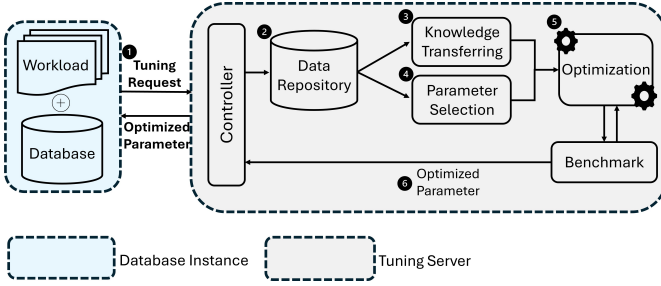 Workload
Database
1
Tuning
Request
Optimized
Parameter
Controller
2
Data
Repository
3
Knowledge
Transferring
4
Parameter
Selection
5
Optimization
Benchmark
6
Optimized
Parameter
Database Instance
Tuning Server